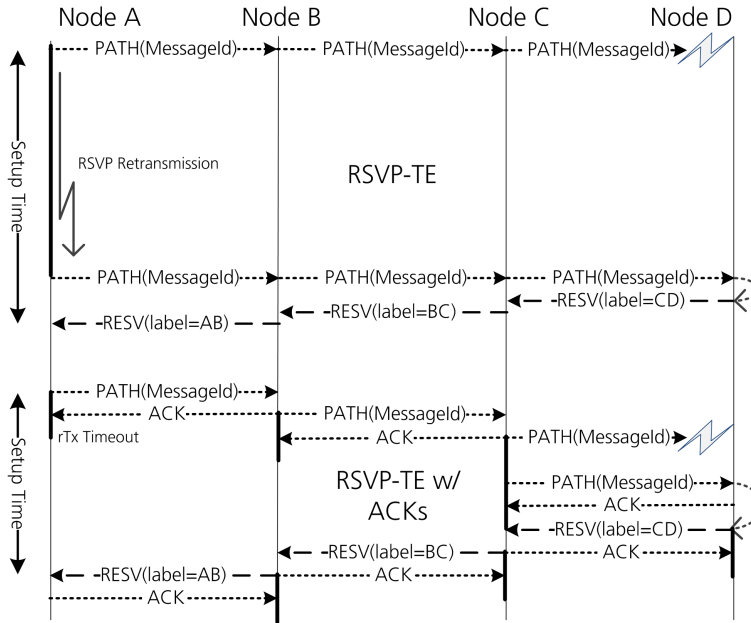 Node A Node B Node C Node D
PATH(MessageId) PATH(MessageId) PATH(MessageId)
Setup Time
RSVP Retransmission
RSVP-TE
PATH(MessageId) PATH(MessageId) PATH(MessageId)
RESV(label=CD)
RESV(label=BC)
RESV(label=AB)
PATH(MessageId)
ACK PATH(MessageId)
rTx Timeout
ACK PATH(MessageId)
Setup Time
RSVP-TE w/
ACKs
PATH(MessageId)
ACK
RESV(label=CD)
RESV(label=BC) ACK
RESV(label=AB) ACK
ACK